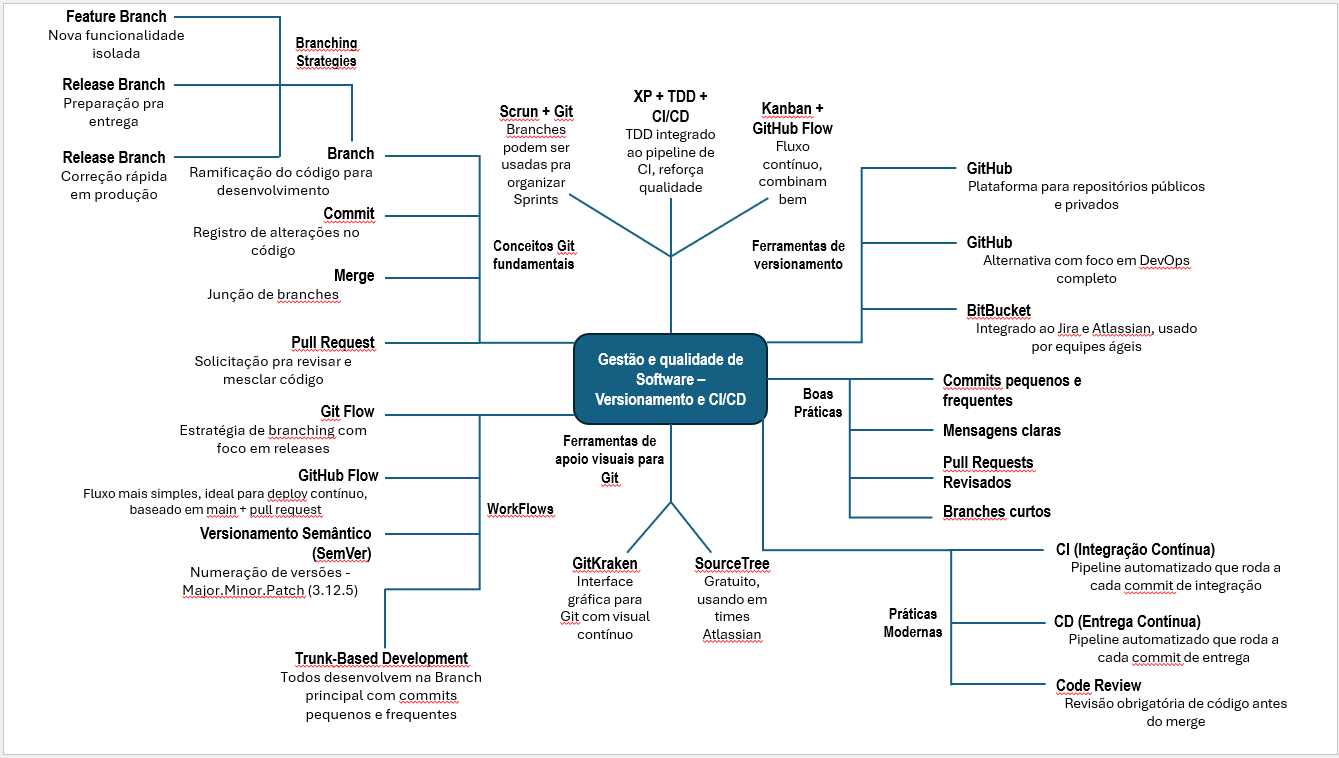 Feature Branch
Nova funcionalidade
isolada
Branching
Strategies
Release Branch
Preparação pra
entrega
Release Branch
Correção rápida
em produção
Branch
Ramificação do código para
desenvolvimento
Commit
Registro de alterações no
código
Merge
Junção de branches
Pull Request
Solicitação pra revisar e
mesclar código
Conceitos Git
fundamentais
Scrun + Git
Branches
podem ser
usadas pra
organizar
Sprints
XP + TDD +
CI/CD
TDD integrado
ao pipeline de
CI, reforça
qualidade
Kanban +
GitHub Flow
Fluxo
contínuo,
combinam
bem
Ferramentas de
versionamento
GitHub
Plataforma para repositórios públicos
e privados
GitHub
Alternativa com foco em DevOps
completo
BitBucket
Integrado ao Jira e Atlassian, usado
por equipes ágeis
Gestão e qualidade de
Software –
Versionamento e CI/CD
Boas
Práticas
Commits pequenos e
frequentes
Mensagens claras
Pull Requests
Revisados
Branches curtos
Git Flow
Estratégia de branching com
foco em releases
GitHub Flow
Fluxo mais simples, ideal para deploy contínuo,
baseado em main + pull request
Versionamento Semântico
(SemVer)
Numeração de versões -
Major.Minor.Patch (3.12.5)
WorkFlows
Trunk-Based Development
Todos desenvolvem na Branch
principal com commits
pequenos e frequentes
Ferramentas de
apoio visuais para
Git
GitKraken
Interface
gráfica para
Git com visual
contínuo
SourceTree
Gratuito,
usando em
times
Atlassian
Práticas
Modernas
CI (Integração Contínua)
Pipeline automatizado que roda a
cada commit de integração
CD (Entrega Contínua)
Pipeline automatizado que roda a
cada commit de entrega
Code Review
Revisão obrigatória de código antes
do merge